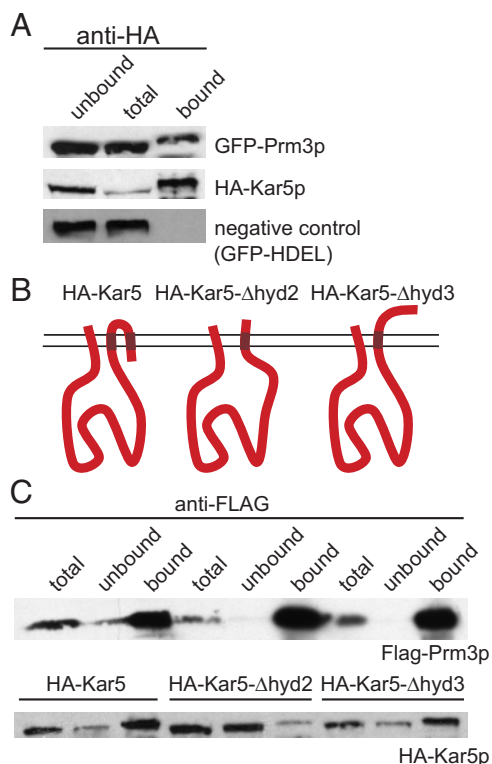 A
anti-HA
unbound
total
bound
GFP-Prm3p
HA-Kar5p
negative control
(GFP-HDEL)
B
HA-Kar5 HA-Kar5-Δhyd2 HA-Kar5-Δhyd3
C
anti-FLAG
total
unbound
bound
total
unbound
bound
total
unbound
bound
Flag-Prm3p
HA-Kar5 HA-Kar5-Δhyd2 HA-Kar5-Δhyd3
HA-Kar5p